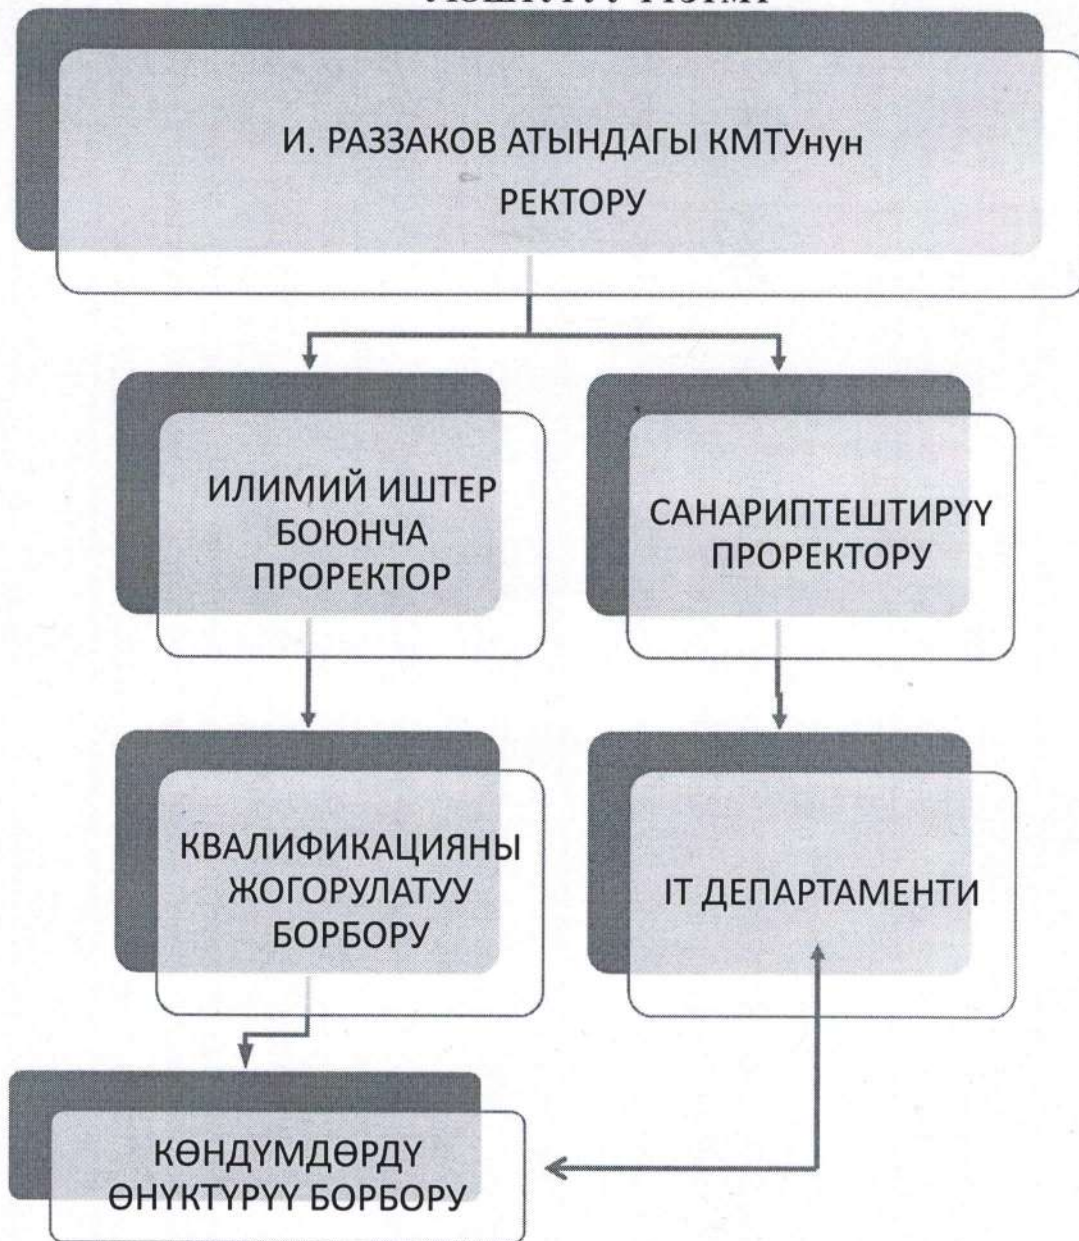 И. РАЗЗАКОВ АТЫНДАГЫ КМТУнун
РЕКТОРУ
ИЛИМИЙ ИШТЕР
БОЮНЧА
ПРОРЕКТОР
САНАРИПТЕШТИРҮҮ
ПРОРЕКТОРУ
КВАЛИФИКАЦИЯНЫ
ЖОГОРУЛАТУУ
БОРБОРУ
IT ДЕПАРТАМЕНТИ
КӨНДҮМДӨРДҮ
ӨНҮКТҮРҮҮ БОРБОРУ